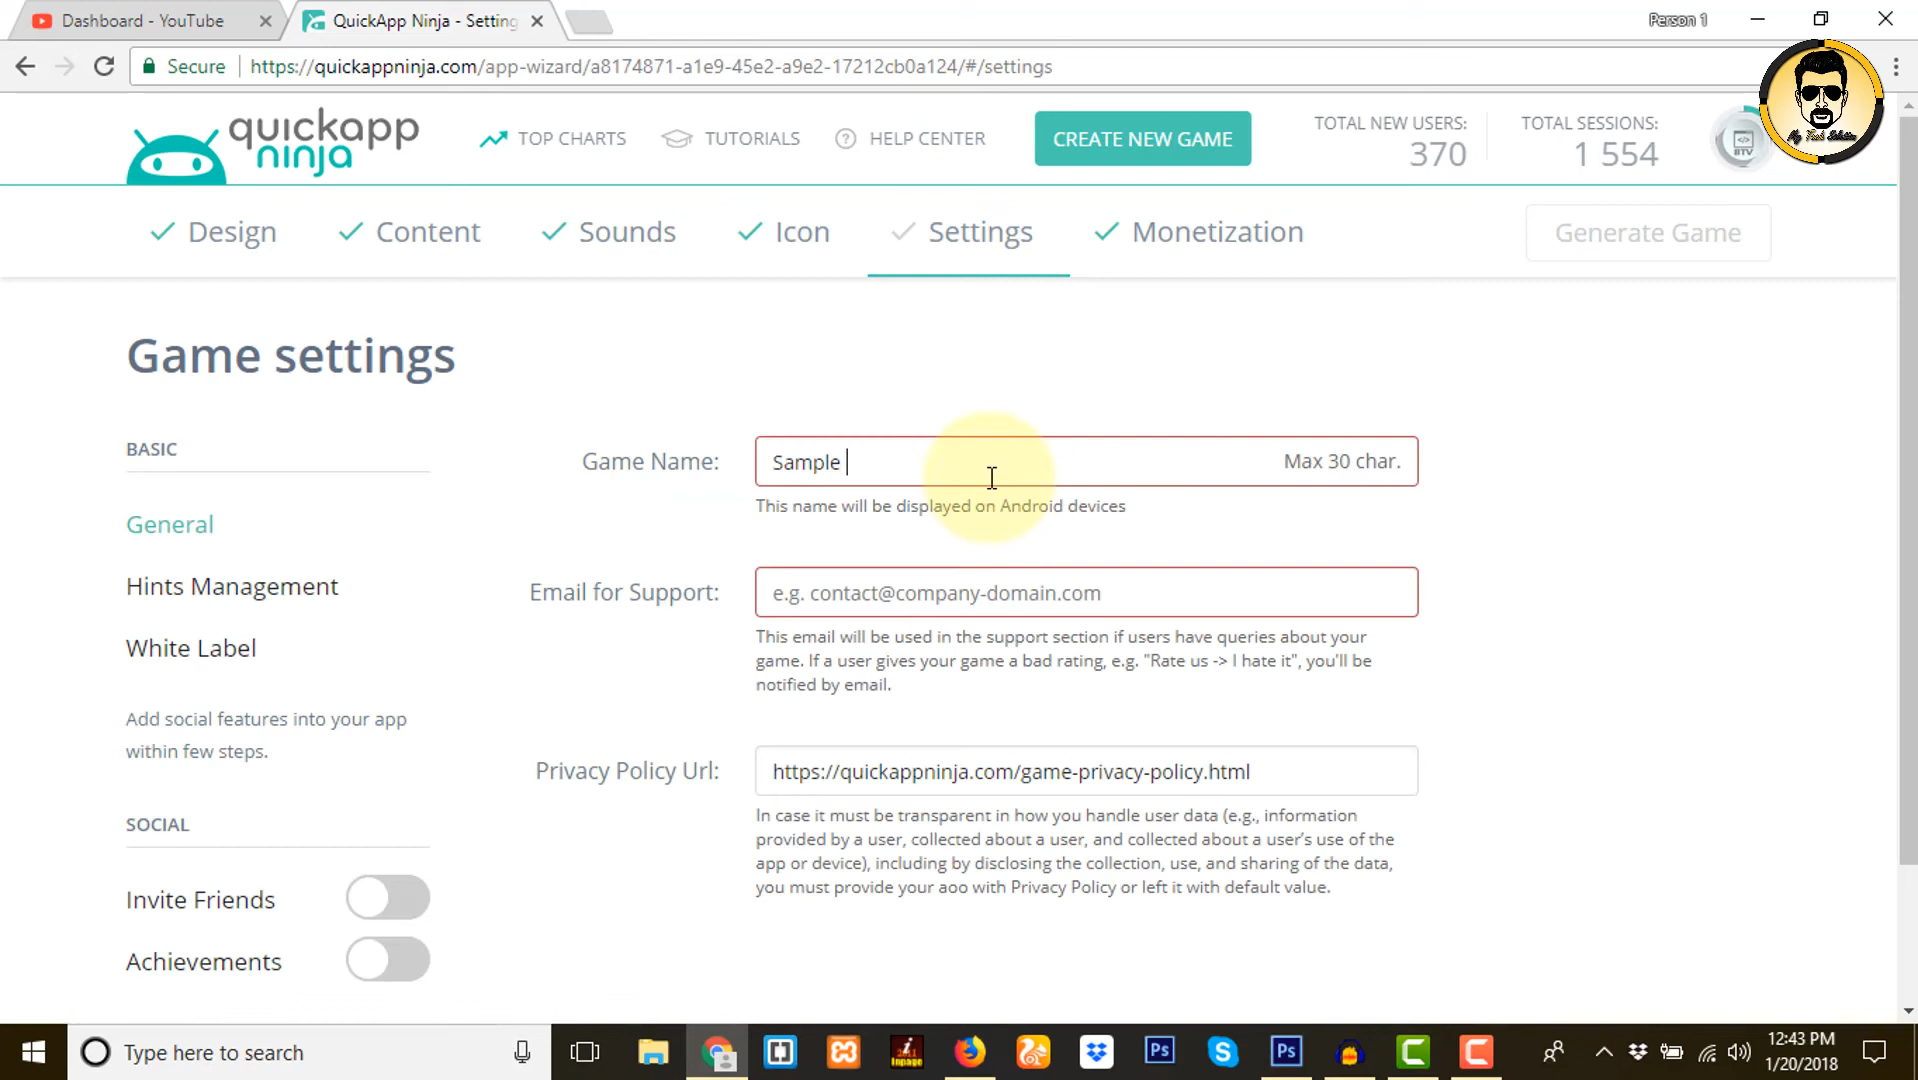 Dashboard - YouTube
QuickApp Ninja - Setting
Person 1
Secure
https://quickappninja.com/app-wizard/a8174871-a1e9-45e2-a9e2-17212cb0a124/#/settings
My Tech Solution
quickapp
ninja
TOP CHARTS
TUTORIALS
HELP CENTER
CREATE NEW GAME
TOTAL NEW USERS:
370
TOTAL SESSIONS:
1 554
BTV
Design
Content
Sounds
Icon
Settings
Monetization
Generate Game
Game settings
BASIC
General
Hints Management
White Label
Add social features into your app
within few steps.
SOCIAL
Invite Friends
Achievements
Game Name:
Sample
Max 30 char.
This name will be displayed on Android devices
Email for Support:
e.g. contact@company-domain.com
This email will be used in the support section if users have queries about your
game. If a user gives your game a bad rating, e.g. "Rate us -> I hate it", you'll be
notified by email.
Privacy Policy Url:
https://quickappninja.com/game-privacy-policy.html
In case it must be transparent in how you handle user data (e.g., information
provided by a user, collected about a user, and collected about a user's use of the
app or device), including by disclosing the collection, use, and sharing of the data,
you must provide your aoo with Privacy Policy or left it with default value.
Type here to search
inpage
Ps
Ps
12:43 PM
1/20/2018